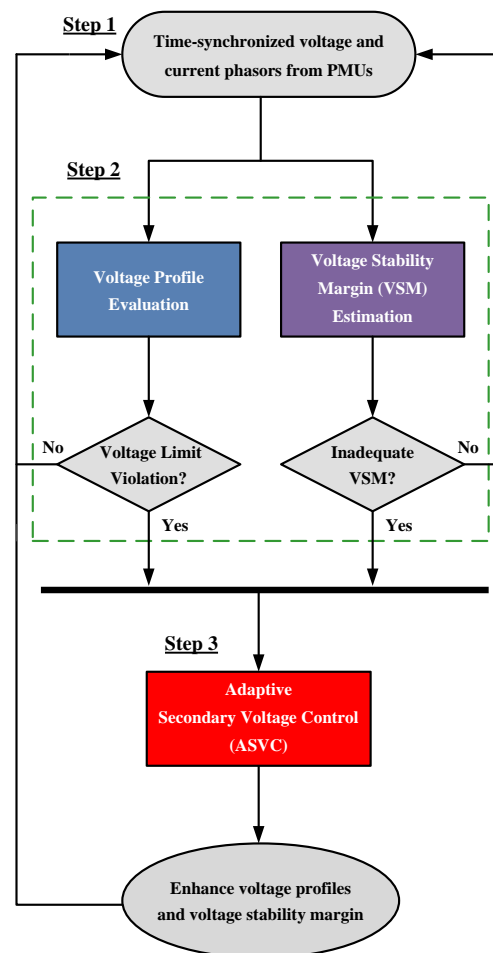 Step 1
Time-synchronized voltage and
current phasors from PMUs
Step 2
Voltage Profile
Evaluation
Voltage Stability
Margin (VSM)
Estimation
No
Voltage Limit
Violation?
Inadequate
VSM?
No
Yes
Yes
Step 3
Adaptive
Secondary Voltage Control
(ASVC)
Enhance voltage profiles
and voltage stability margin